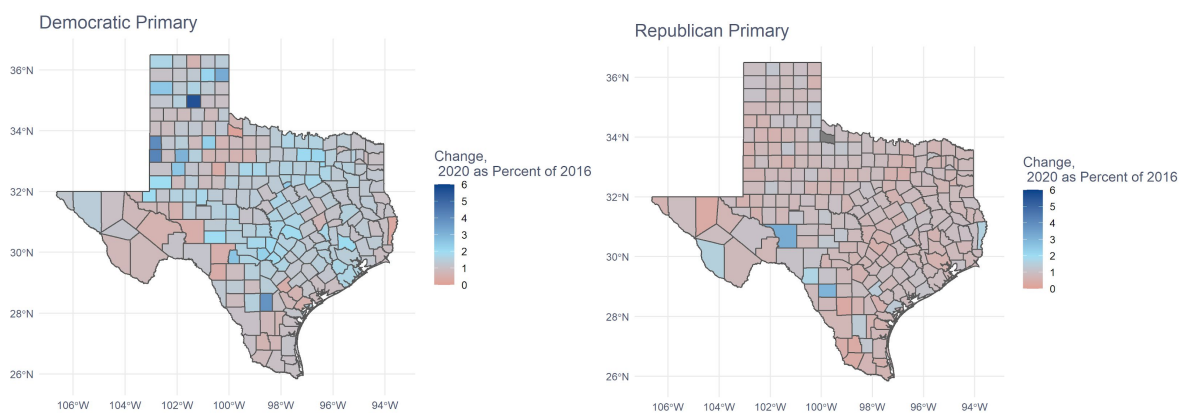 Democratic Primary
36°N
34°N
32°N
30°N
28°N
26°N
106°W 104°W 102°W 100°W 98°W 96°W 94°W
Change,
2020 as Percent of 2016
6
5
4
3
2
1
0
Republican Primary
36°N
34°N
32°N
30°N
28°N
26°N
106°W 104°W 102°W 100°W 98°W 96°W 94°W
Change,
2020 as Percent of 2016
6
5
4
3
2
1
0